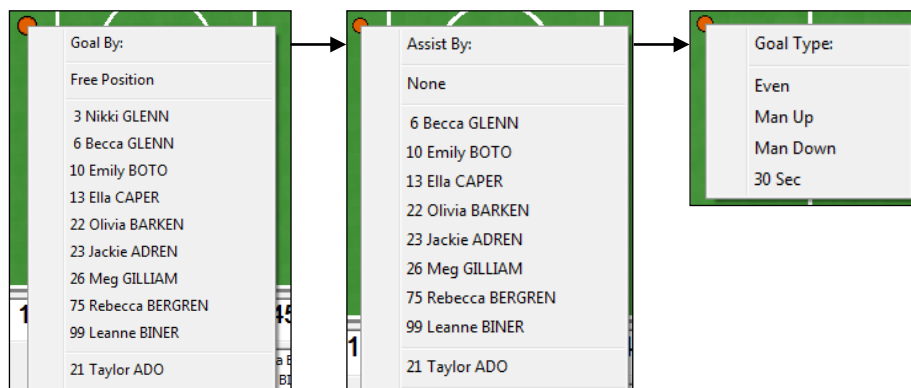 Goal By:
Free Position
3 Nikki GLENN
6 Becca GLENN
10 Emily BOTO
13 Ella CAPER
22 Olivia BARKEN
23 Jackie ADREN
26 Meg GILLIAM
75 Rebecca BERGREN
99 Leanne BINER
21 Taylor ADO
1
45
Assist By:
None
6 Becca GLENN
10 Emily BOTO
13 Ella CAPER
22 Olivia BARKEN
23 Jackie ADREN
26 Meg GILLIAM
75 Rebecca BERGREN
99 Leanne BINER
21 Taylor ADO
1
Goal Type:
Even
Man Up
Man Down
30 Sec